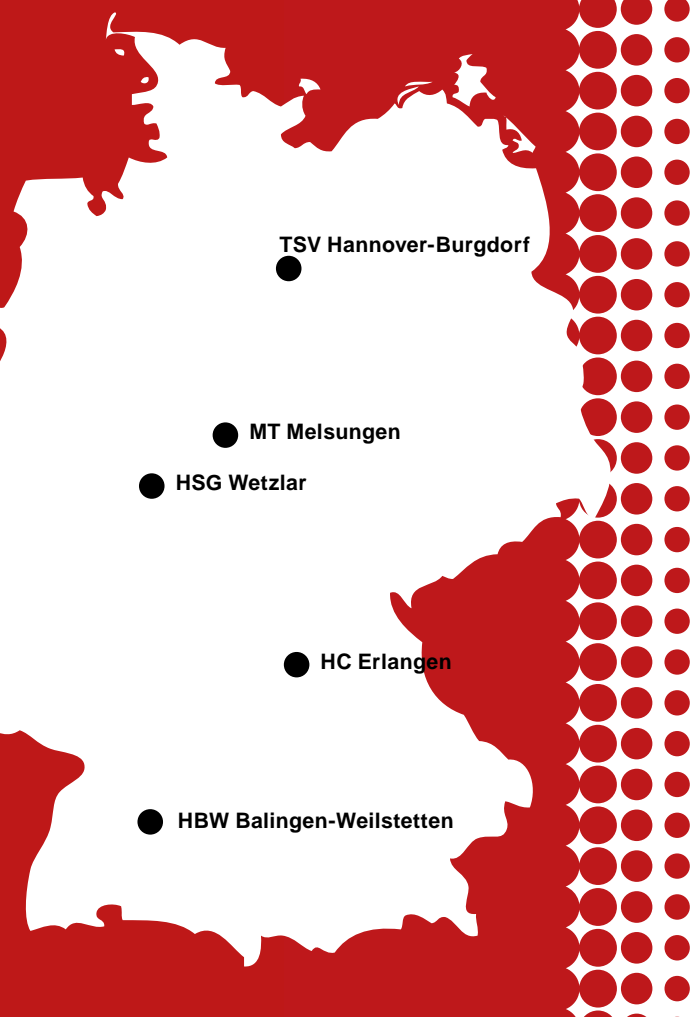 TSV Hannover-Burgdorf
MT Melsungen
HSG Wetzlar
HC Erlangen
HBW Balingen-Weilstetten